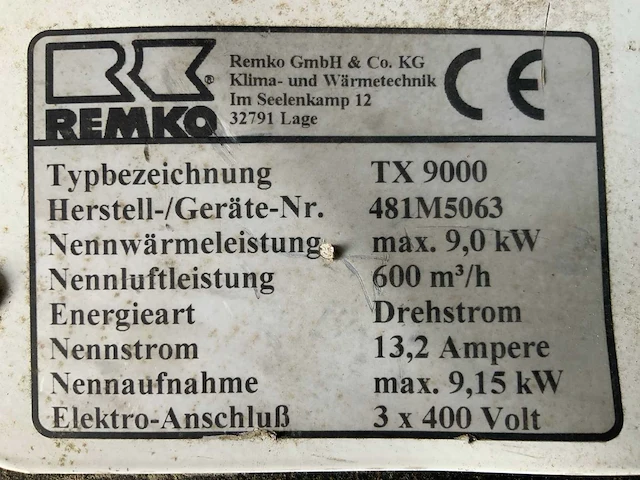 Remko GmbH & Co. KG
Klima- und Wärmetechnik
Im Seelenkamp 12
32791 Lage
CE
REMKO
Typbezeichnung TX 9000
Herstell-/Geräte-Nr. 481M5063
Nennwärmeleistung max. 9,0 kW
Nennluftleistung 600 m³/h
Energieart Drehstrom
Nennstrom 13,2 Ampere
Nennaufnahme max. 9,15 kW
Elektro-Anschluß 3 x 400 Volt